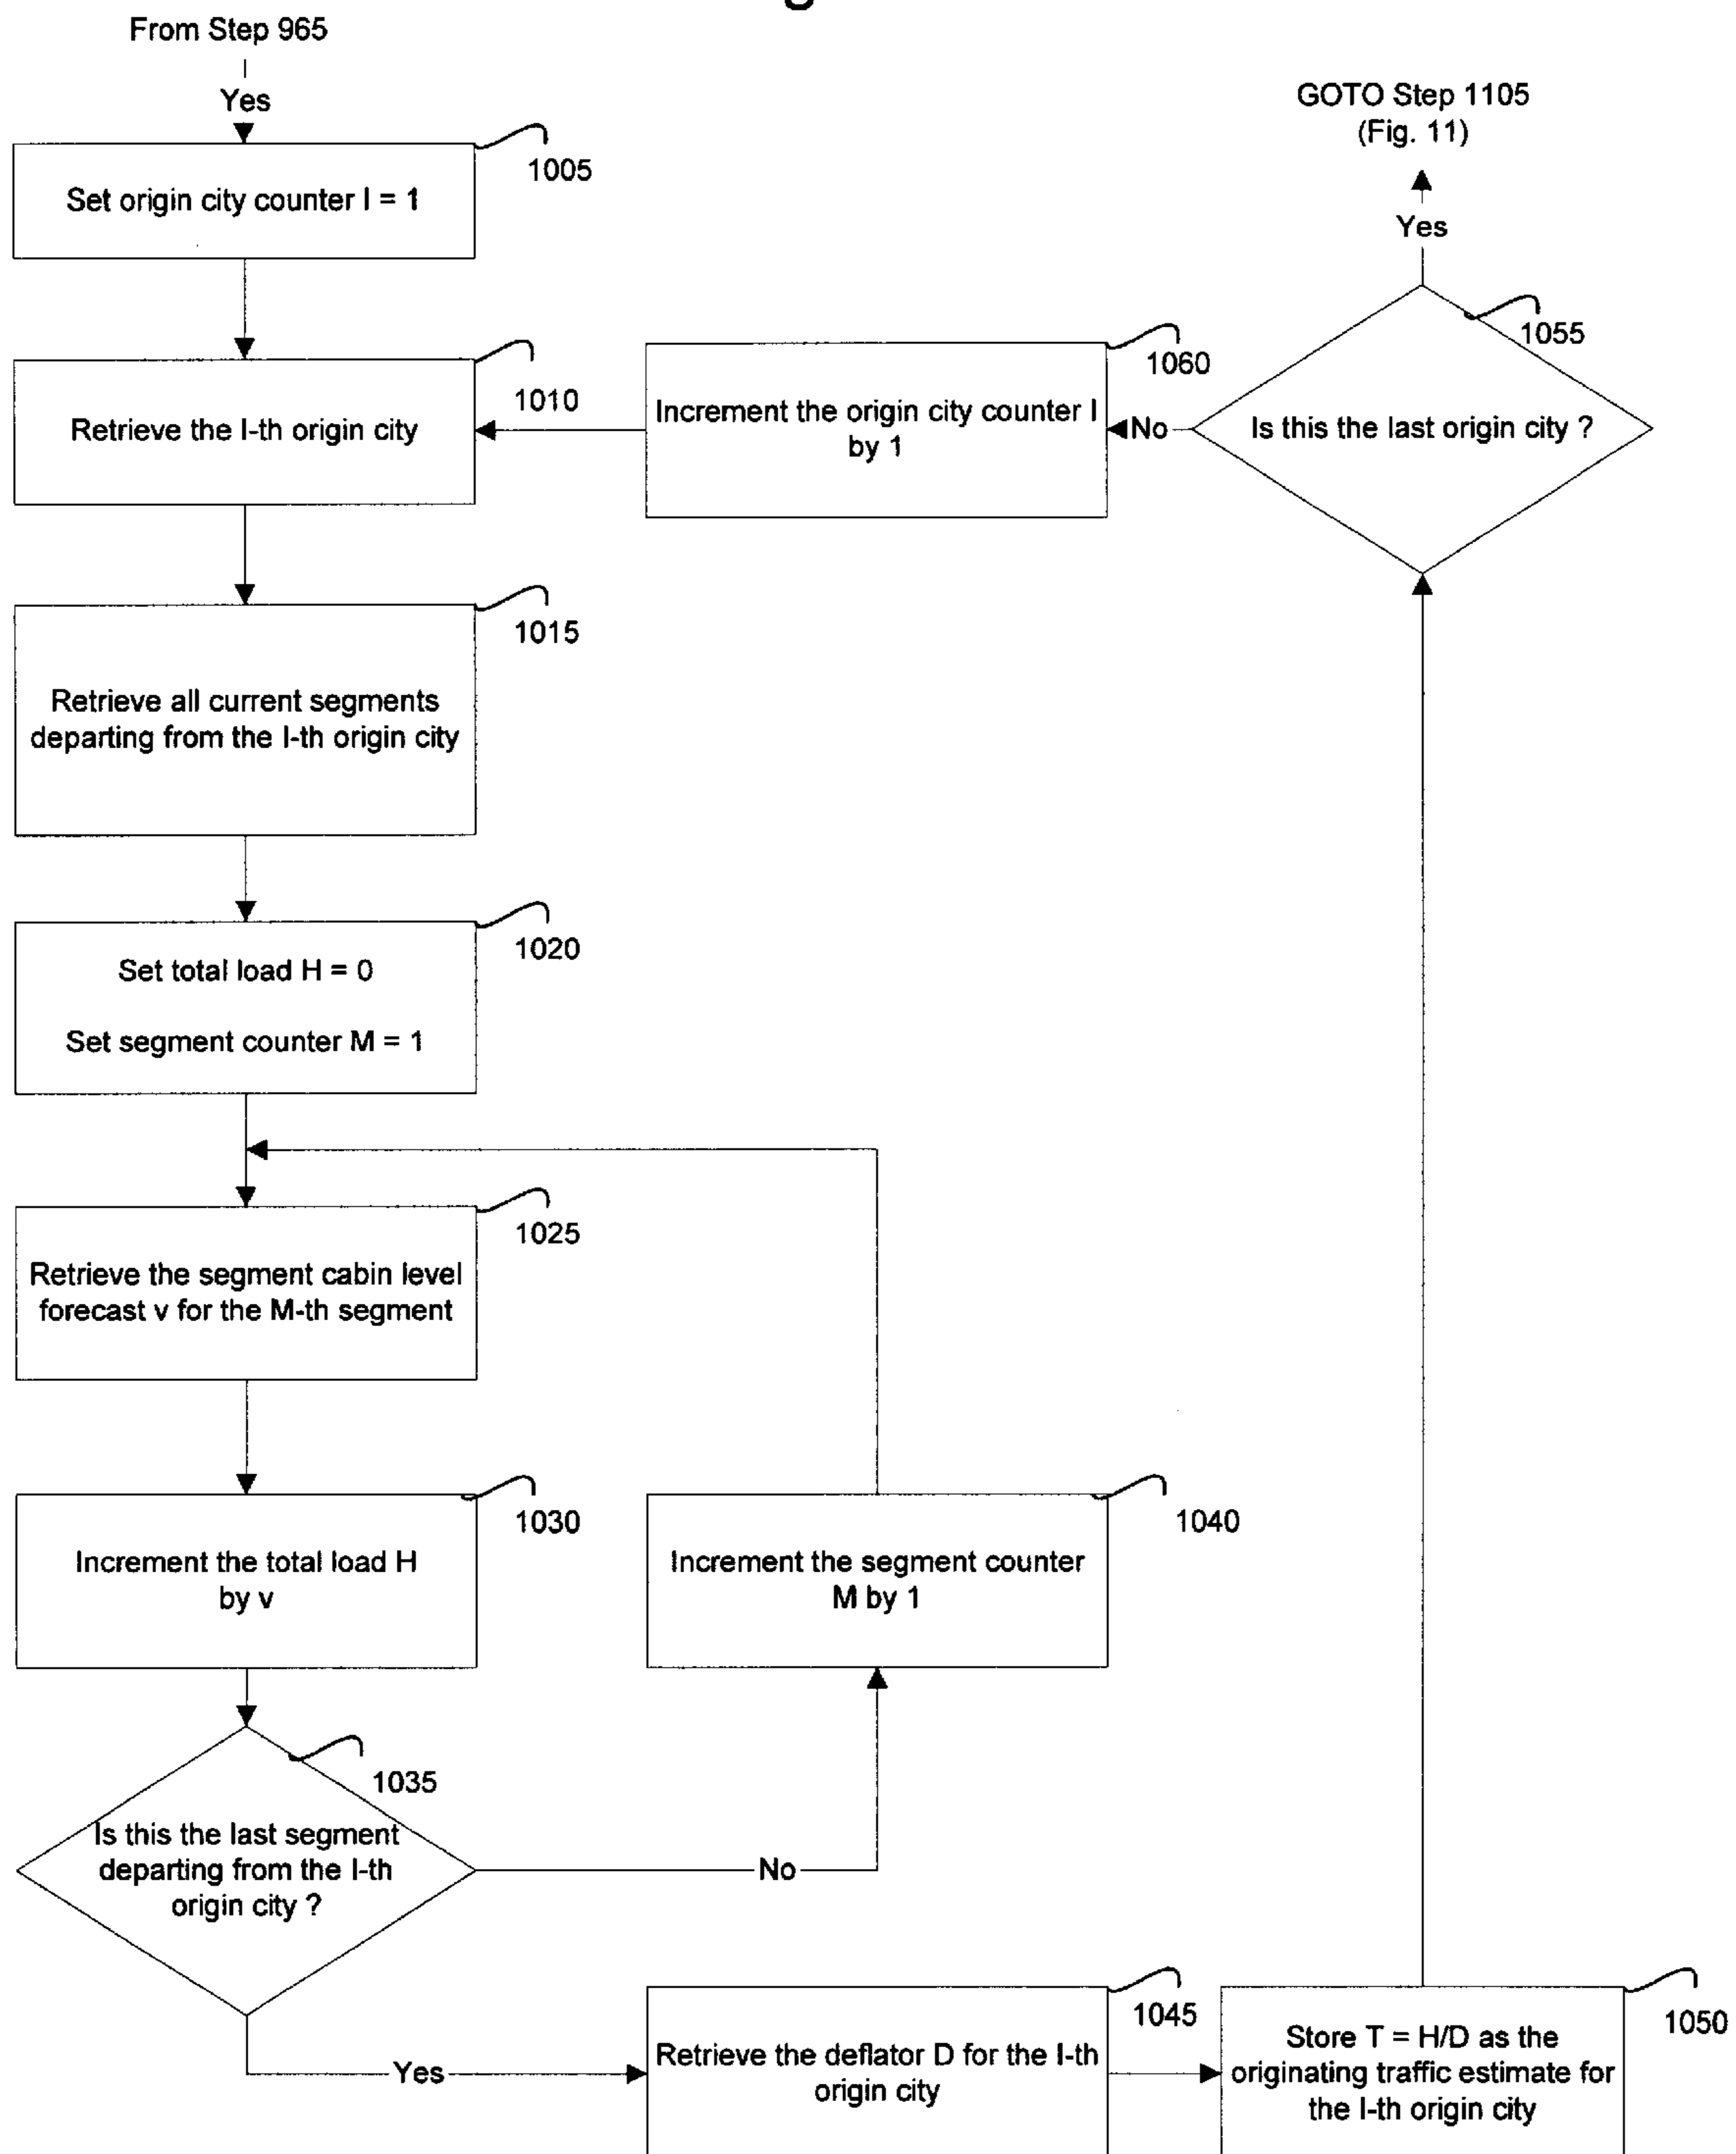 From Step 965
Yes
1005
Set origin city counter I = 1
1010
Retrieve the I-th origin city
1015
Retrieve all current segments
departing from the I-th origin city
1020
Set total load H = 0
Set segment counter M = 1
1025
Retrieve the segment cabin level
forecast v for the M-th segment
1030
Increment the total load H
by v
1035
Is this the last segment
departing from the I-th
origin city ?
No
1040
Increment the segment counter
M by 1
Yes
1045
Retrieve the deflator D for the I-th
origin city
1050
Store T = H/D as the
originating traffic estimate for
the I-th origin city
1055
Is this the last origin city ?
No
1060
Increment the origin city counter I
by 1
Yes
GOTO Step 1105
(Fig. 11)